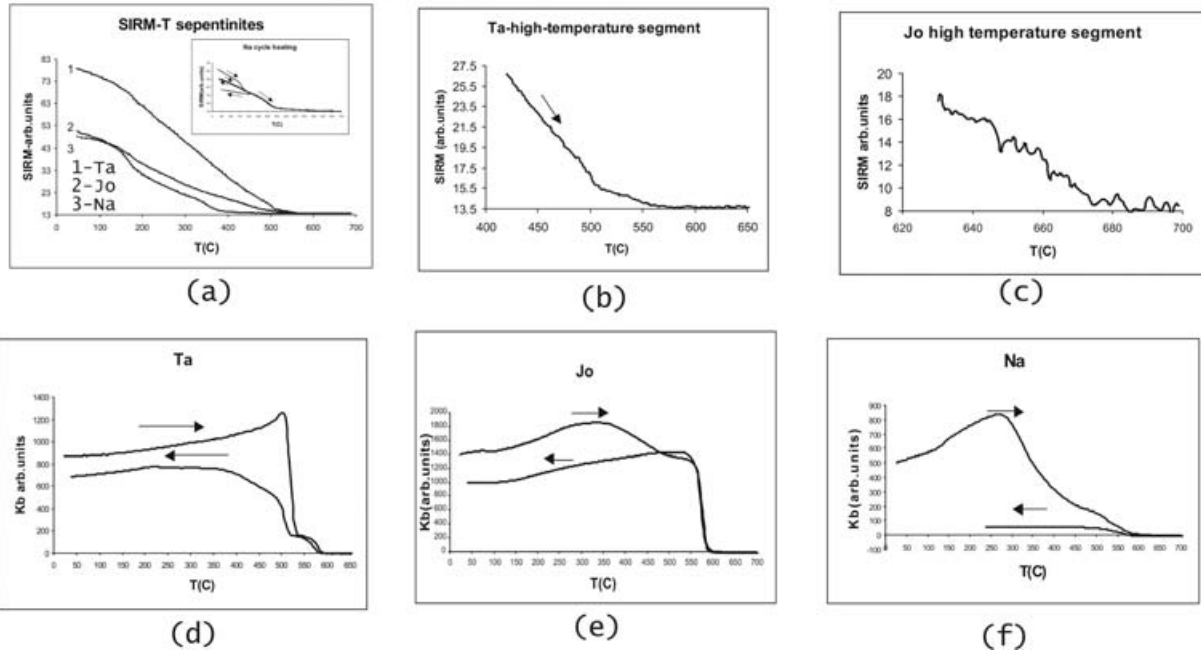 SIRM-T sepentinites
Na cycle heating
SIRM(arb.units)
T(C)
SIRM-arb.units
83
73
63
53
43
33
23
13
1
2
3
1-Ta
2-Jo
3-Na
0 100 200 300 400 500 600 700
T(C)
(a)
Ta-high-temperature segment
SIRM (arb.units)
27.5
25.5
23.5
21.5
19.5
17.5
15.5
13.5
400 450 500 550 600 650
T(C)
(b)
Jo high temperature segment
SIRM arb.units
20
18
16
14
12
10
8
620 640 660 680 700
T(C)
(c)
Ta
Kb arb.units
1400
1200
1000
800
600
400
200
0
0 50 100 150 200 250 300 350 400 450 500 550 600 650
T(C)
(d)
Jo
Kb(arb.units)
2000
1800
1600
1400
1200
1000
800
600
400
200
0
0 50 100 150 200 250 300 350 400 450 500 550 600 650 700
T(C)
(e)
Na
Kb(arb.units)
900
800
700
600
500
400
300
200
100
0
-100
0 50 100 150 200 250 300 350 400 450 500 550 600 650 700
T(C)
(f)